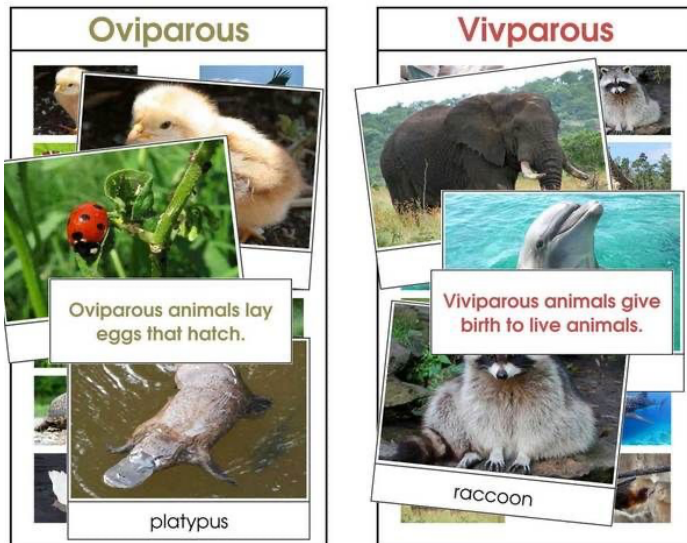 Oviparous
Oviparous animals lay
eggs that hatch.
platypus
Vivparous
Viviparous animals give
birth to live animals.
raccoon